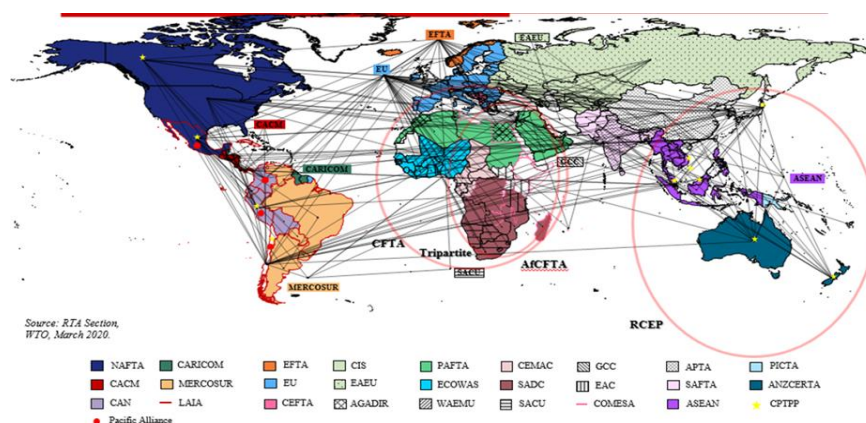 EFTA
EAEU
EU
CACM
CARICOM
GCC
ASEAN
CFTA
Tripartite
AfCFTA
SACU
MERCOSUR
RCEP
Source: RTA Section,
WTO, March 2020.
NAFTA CARICOM EFTA CIS PAFTA CEMAC GCC APTA PICTA
CACM MERCOSUR EU EAEU ECOWAS SADC EAC SAFTA ANZCERTA
CAN LAIA CEFTA AGADIR WAEMU SACU COMESA ASEAN CPTPP
Pacific Alliance